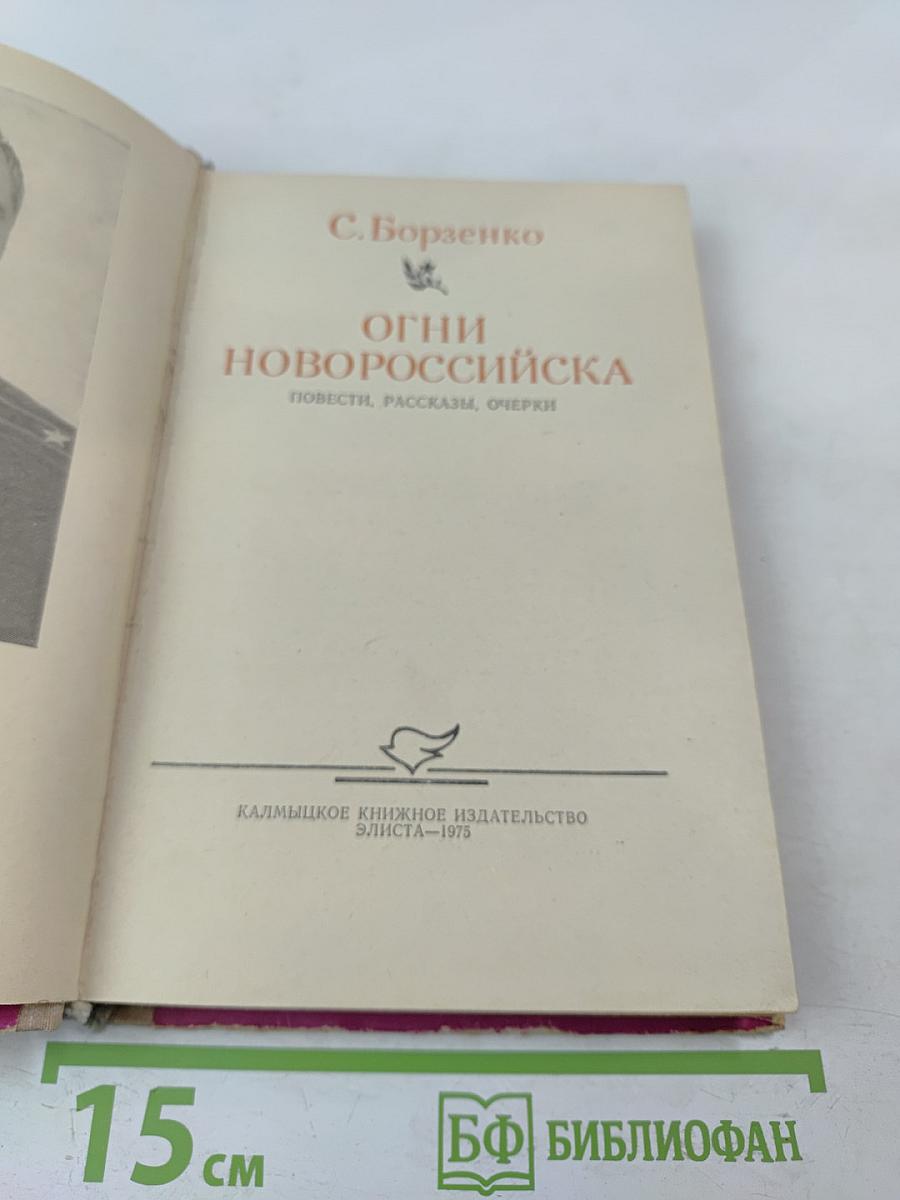 С. Борзенко
ОГНИ
НОВОРОССИЙСКА
ПОВЕСТИ, РАССКАЗЫ, ОЧЕРКИ
КАЛМЫЦКОЕ КНИЖНОЕ ИЗДАТЕЛЬСТВО
ЭЛИСТА—1975
15 см
БФ БИБЛИОФАН